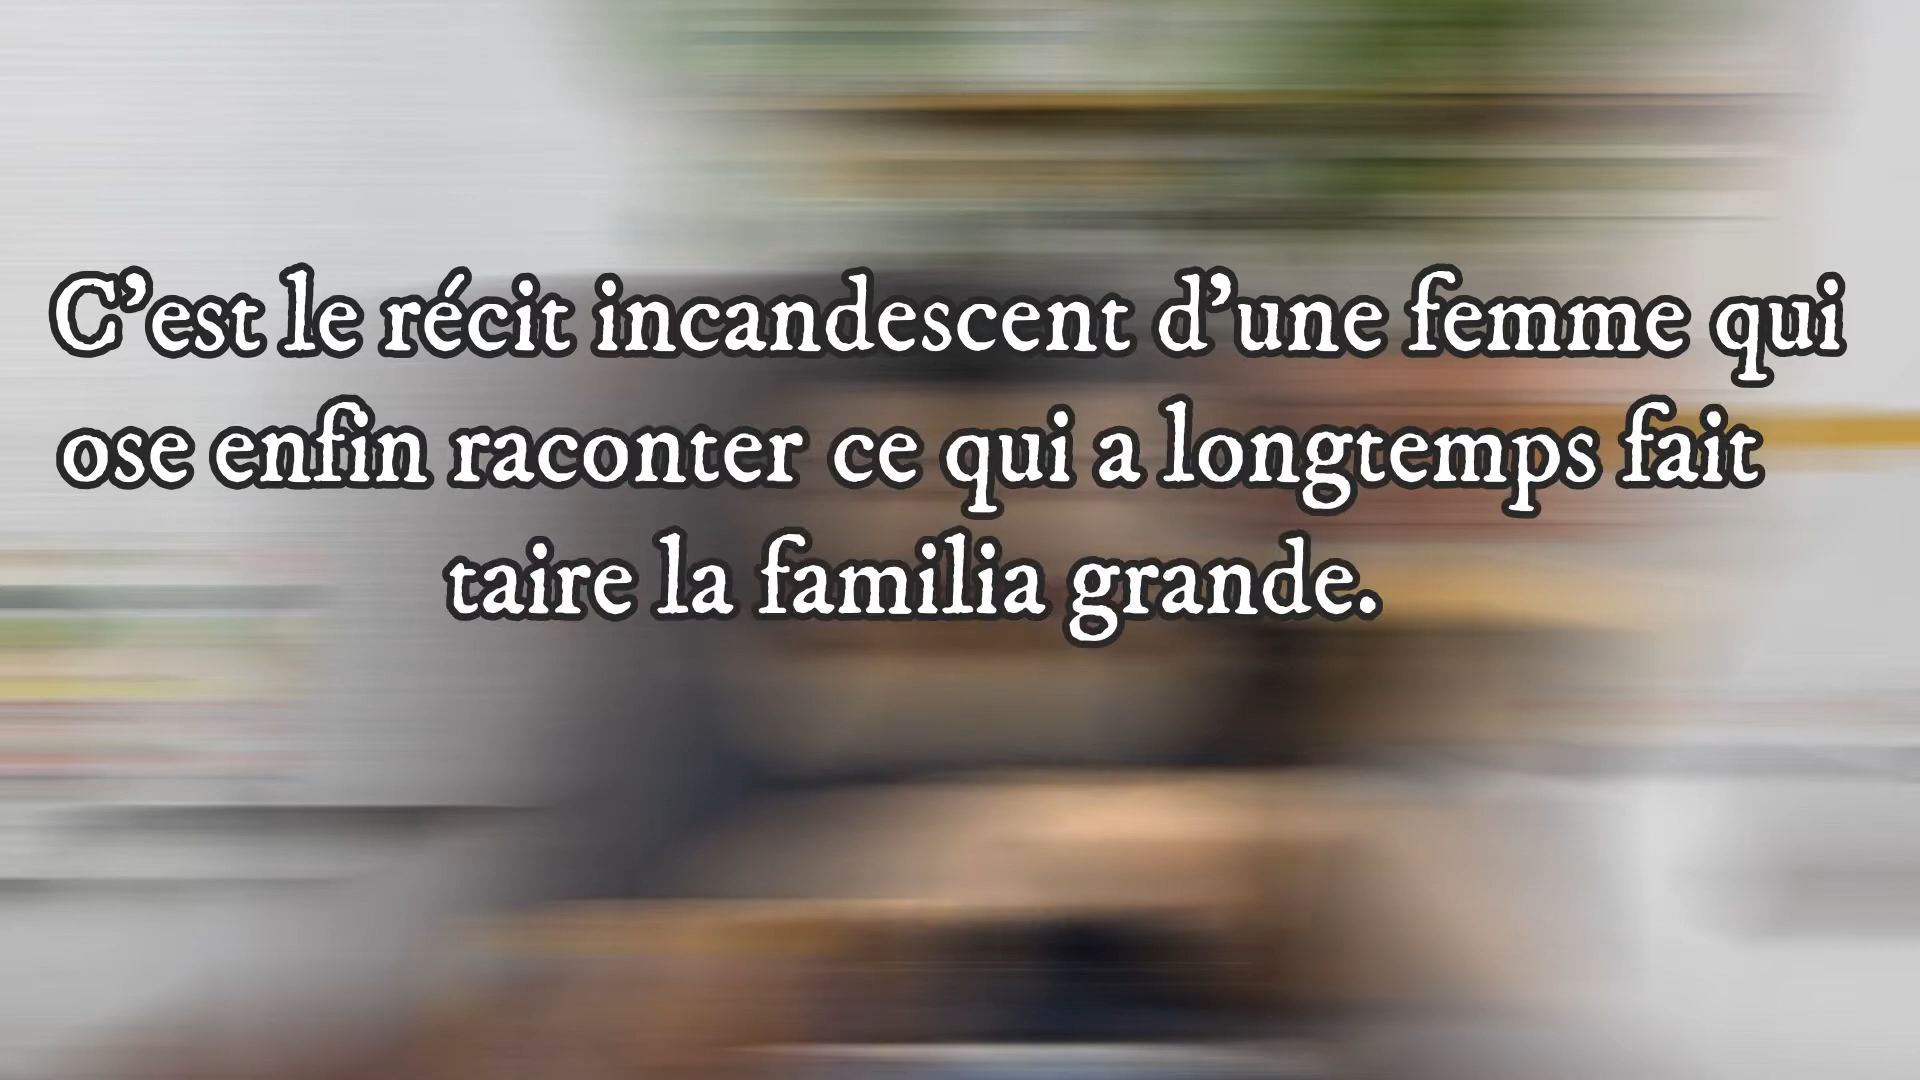 C’est le récit incandescent d’une femme qui
ose enfin raconter ce qui a longtemps fait
taire la familia grande.